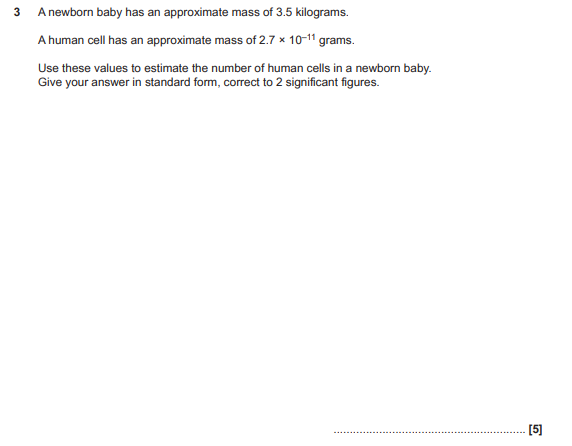 3 A newborn baby has an approximate mass of 3.5 kilograms.
A human cell has an approximate mass of 2.7 × 10⁻¹¹ grams.
Use these values to estimate the number of human cells in a newborn baby.
Give your answer in standard form, correct to 2 significant figures.
.............................................................. [5]